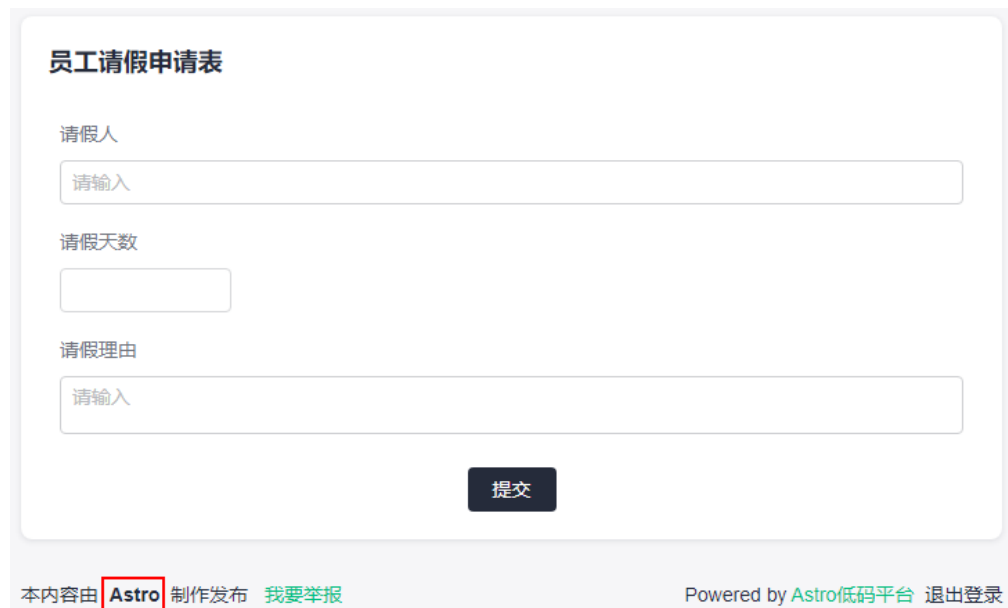 员工请假申请表
请假人
请输入
请假天数
请假理由
请输入
提交
本内容由 Astro 制作发布 我要举报 Powered by Astro低码平台 退出登录